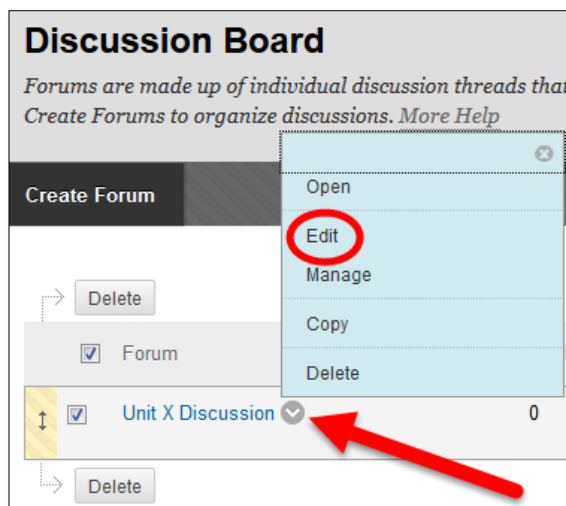 Discussion Board
Forums are made up of individual discussion threads that
Create Forums to organize discussions. More Help
Create Forum
Open
Edit
Manage
Copy
Delete
Delete
Forum
Unit X Discussion
0
Delete